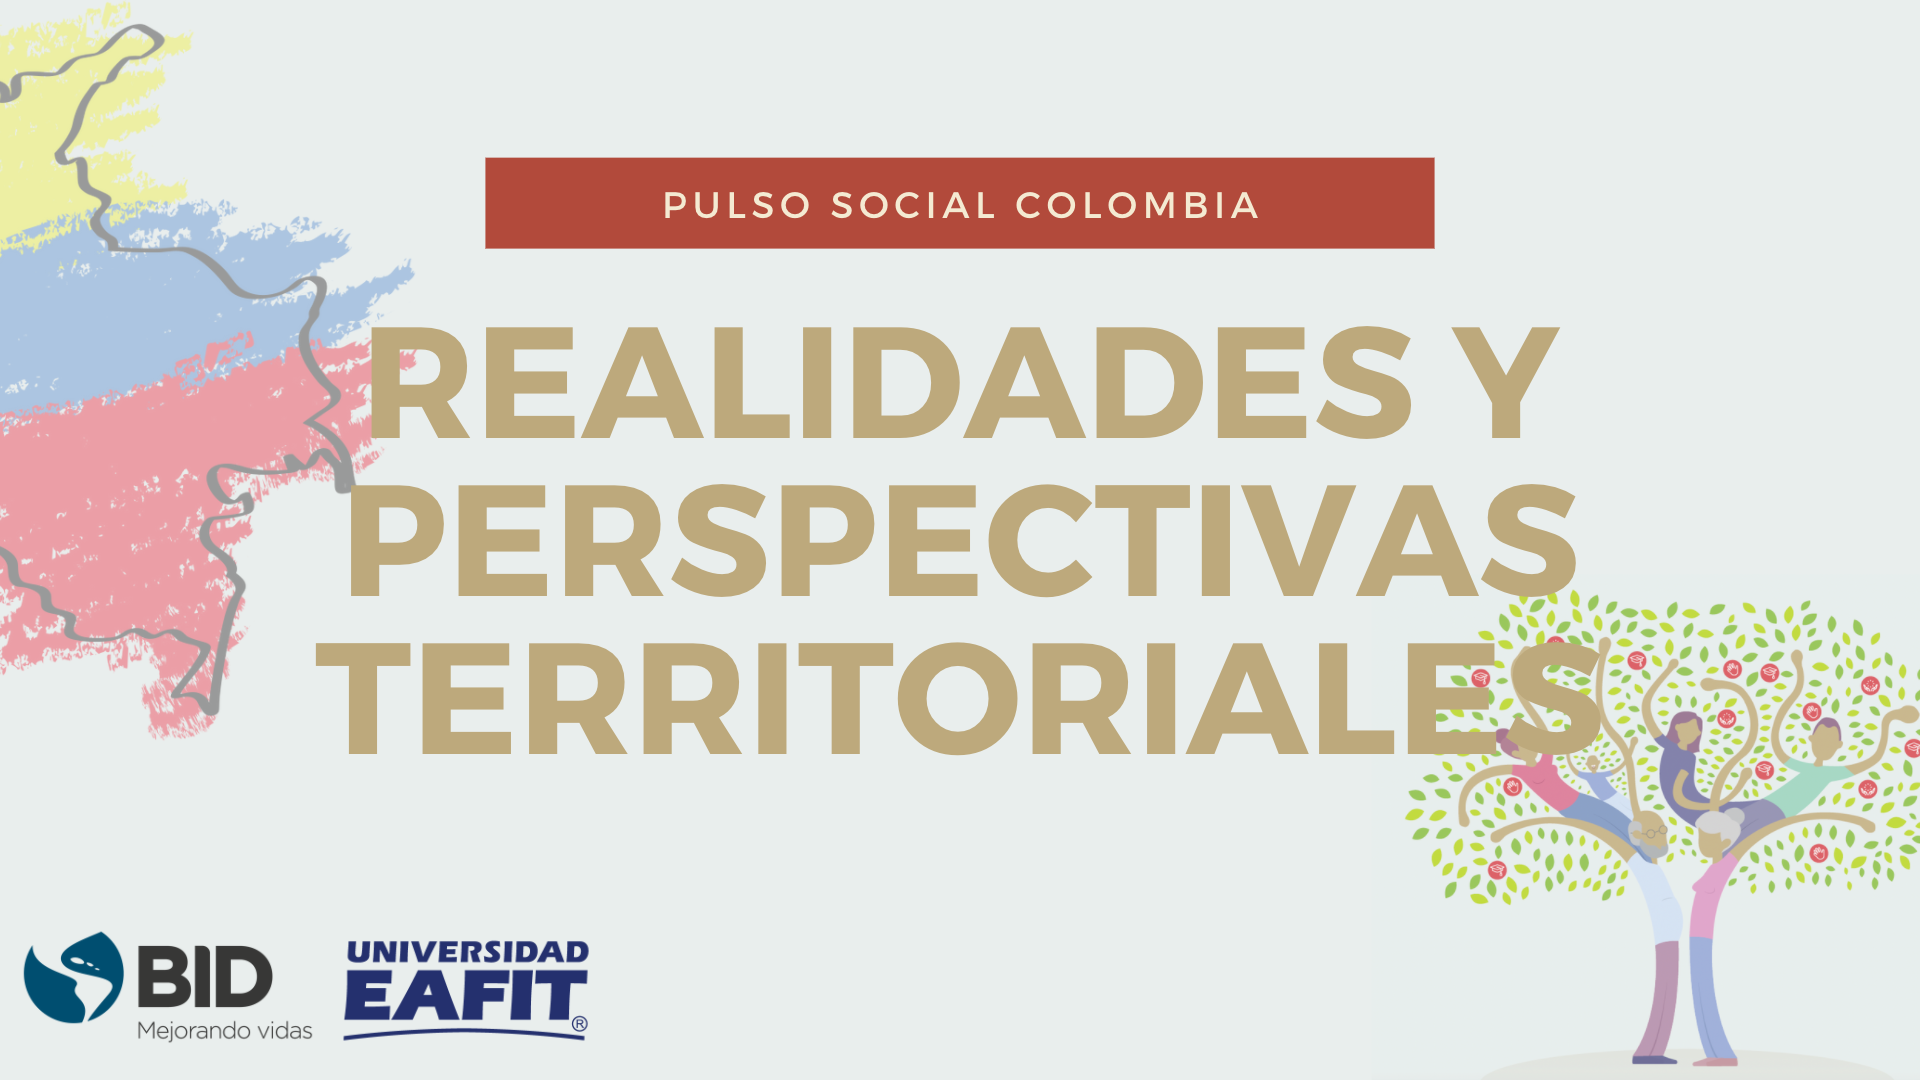 PULSO SOCIAL COLOMBIA
REALIDADES Y
PERSPECTIVAS
TERRITORIALES
BID
Mejorando vidas
UNIVERSIDAD
EAFIT®